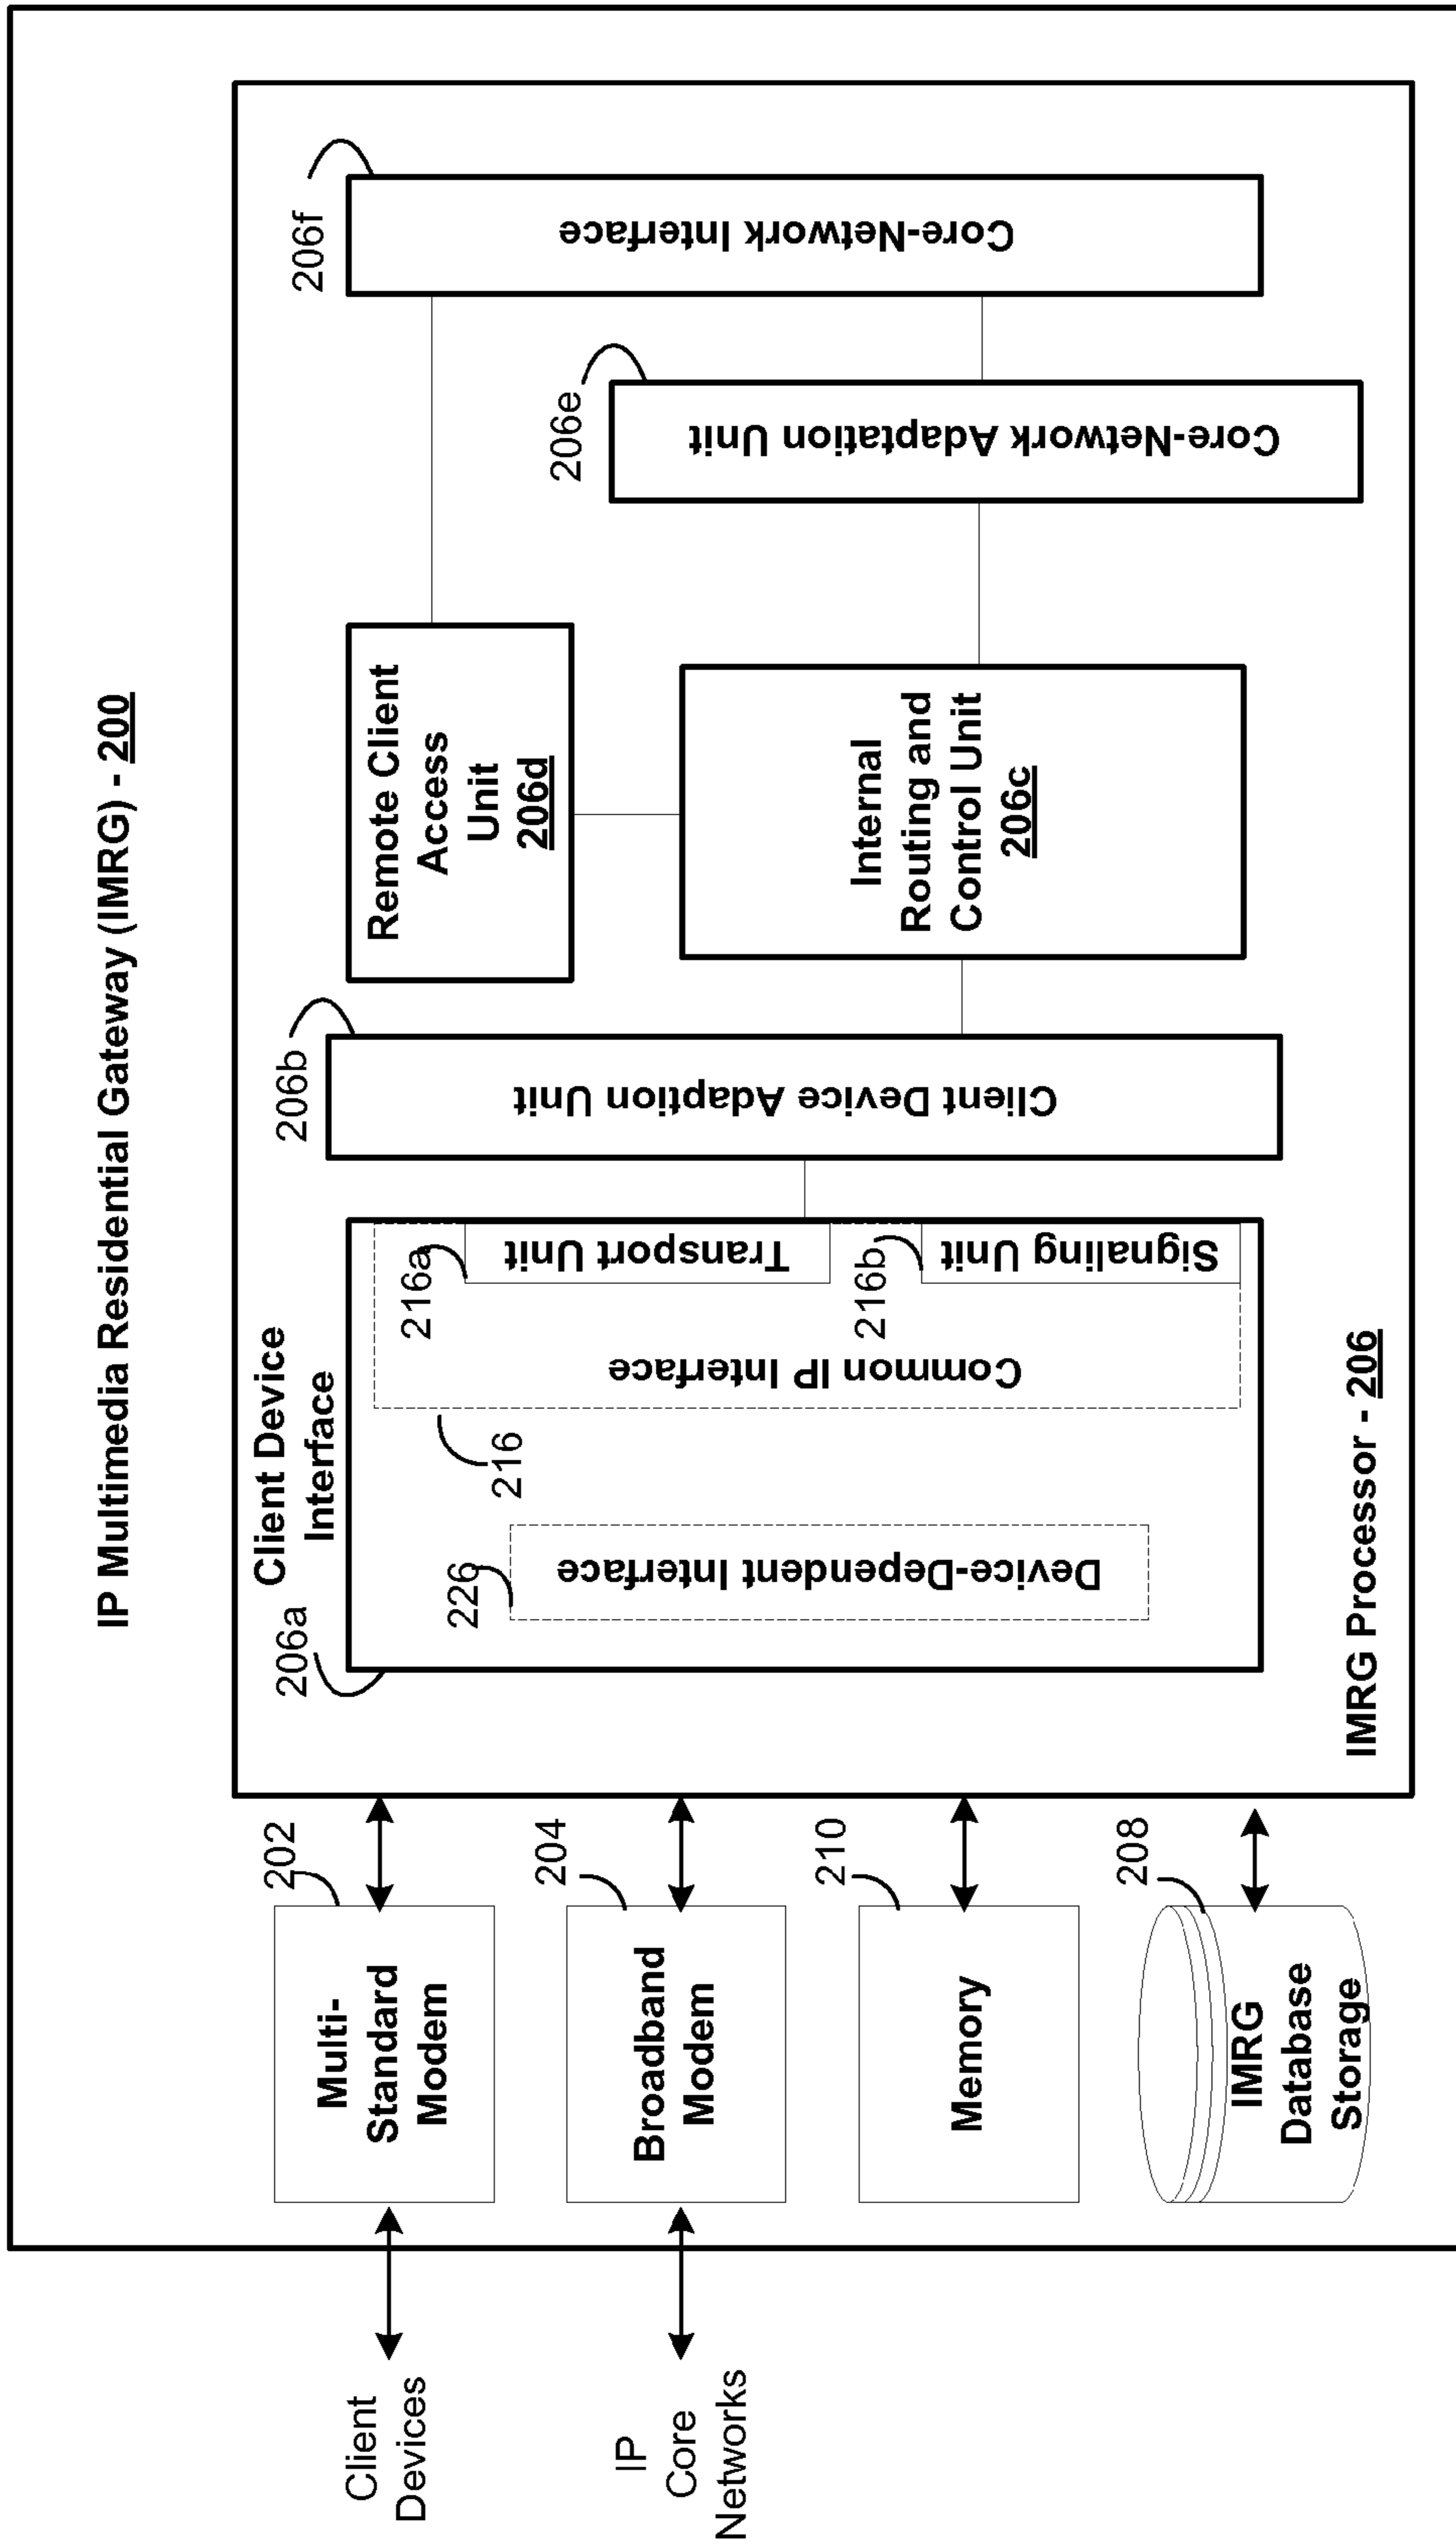 IP Multimedia Residential Gateway (IMRG) - 200
Client
Devices
IP
Core
Networks
202
Multi-
Standard
Modem
204
Broadband
Modem
210
Memory
208
IMRG
Database
Storage
206a
Client Device
Interface
226
Device-Dependent Interface
216
Common IP Interface
216a
Transport Unit
216b
Signaling Unit
206b
Client Device Adaption Unit
Remote Client
Access
Unit
206d
Internal
Routing and
Control Unit
206c
206e
Core-Network Adaptation Unit
206f
Core-Network Interface
IMRG Processor - 206